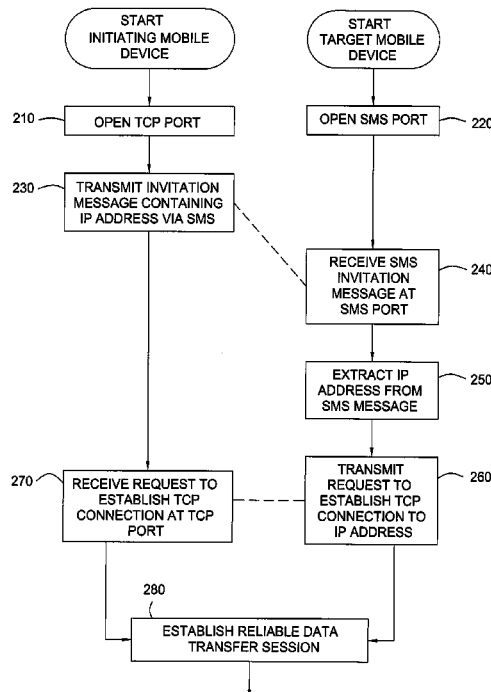 START
INITIATING MOBILE
DEVICE
START
TARGET MOBILE
DEVICE
210
OPEN TCP PORT
OPEN SMS PORT
220
230
TRANSMIT INVITATION
MESSAGE CONTAINING
IP ADDRESS VIA SMS
RECEIVE SMS
INVITATION
MESSAGE AT
SMS PORT
240
EXTRACT IP
ADDRESS FROM
SMS MESSAGE
250
270
RECEIVE REQUEST TO
ESTABLISH TCP
CONNECTION AT TCP
PORT
TRANSMIT
REQUEST TO
ESTABLISH TCP
CONNECTION TO
IP ADDRESS
260
280
ESTABLISH RELIABLE DATA
TRANSFER SESSION